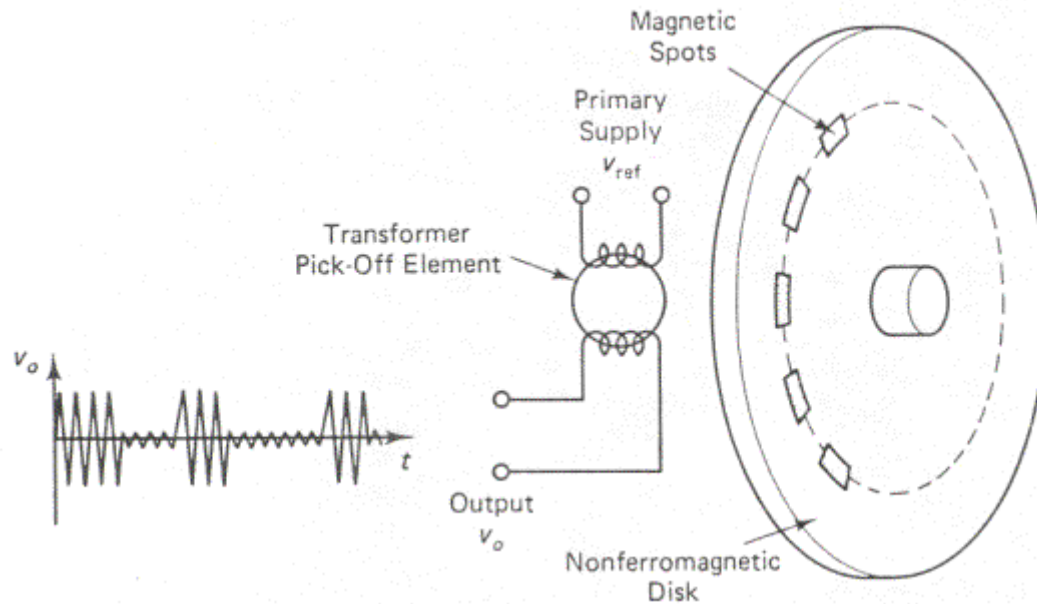 Magnetic
Spots
Primary
Supply
v_ref
Transformer
Pick-Off Element
v_o
t
Output
v_o
Nonferromagnetic
Disk